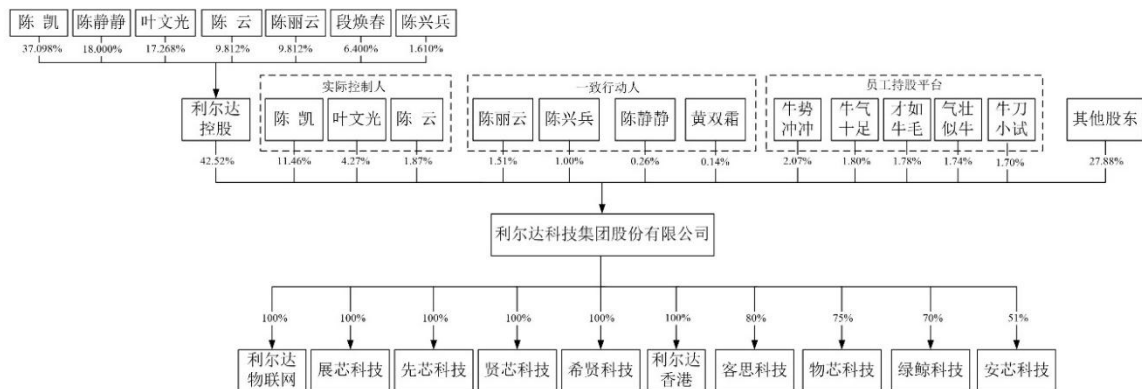 陈 凯 陈静静 叶文光 陈 云 陈丽云 段焕春 陈兴兵
37.098% 18.000% 17.268% 9.812% 9.812% 6.400% 1.610%
实际控制人 一致行动人 员工持股平台
利尔达
控股
陈 凯 叶文光 陈 云 陈丽云 陈兴兵 陈静静 黄双霜
牛势
冲冲
牛气
十足
才如
牛毛
气壮
似牛
牛刀
小试
其他股东
42.52% 11.46% 4.27% 1.87% 1.51% 1.00% 0.26% 0.14% 2.07% 1.80% 1.78% 1.74% 1.70% 27.88%
利尔达科技集团股份有限公司
100% 100% 100% 100% 100% 100% 80% 75% 70% 51%
利尔达
物联网
展芯科技
先芯科技
贤芯科技
希贤科技
利尔达
香港
客思科技
物芯科技
绿鲸科技
安芯科技